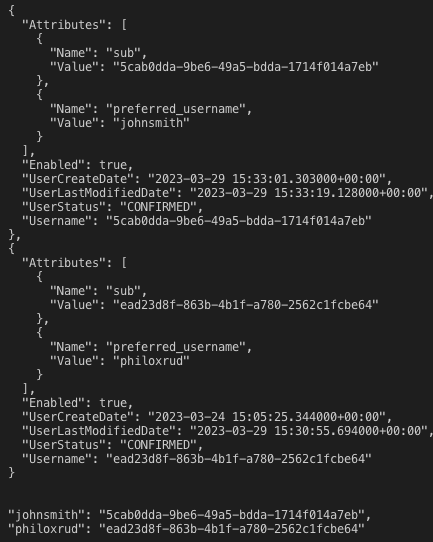 {
"Attributes": [
{
"Name": "sub",
"Value": "5cab0dda-9be6-49a5-bdda-1714f014a7eb"
},
{
"Name": "preferred_username",
"Value": "johnsmith"
}
],
"Enabled": true,
"UserCreateDate": "2023-03-29 15:33:01.303000+00:00",
"UserLastModifiedDate": "2023-03-29 15:33:19.128000+00:00",
"UserStatus": "CONFIRMED",
"Username": "5cab0dda-9be6-49a5-bdda-1714f014a7eb"
},
{
"Attributes": [
{
"Name": "sub",
"Value": "ead23d8f-863b-4b1f-a780-2562c1fcbe64"
},
{
"Name": "preferred_username",
"Value": "philoxrud"
}
],
"Enabled": true,
"UserCreateDate": "2023-03-24 15:05:25.344000+00:00",
"UserLastModifiedDate": "2023-03-29 15:30:55.694000+00:00",
"UserStatus": "CONFIRMED",
"Username": "ead23d8f-863b-4b1f-a780-2562c1fcbe64"
}
"johnsmith": "5cab0dda-9be6-49a5-bdda-1714f014a7eb",
"philoxrud": "ead23d8f-863b-4b1f-a780-2562c1fcbe64"